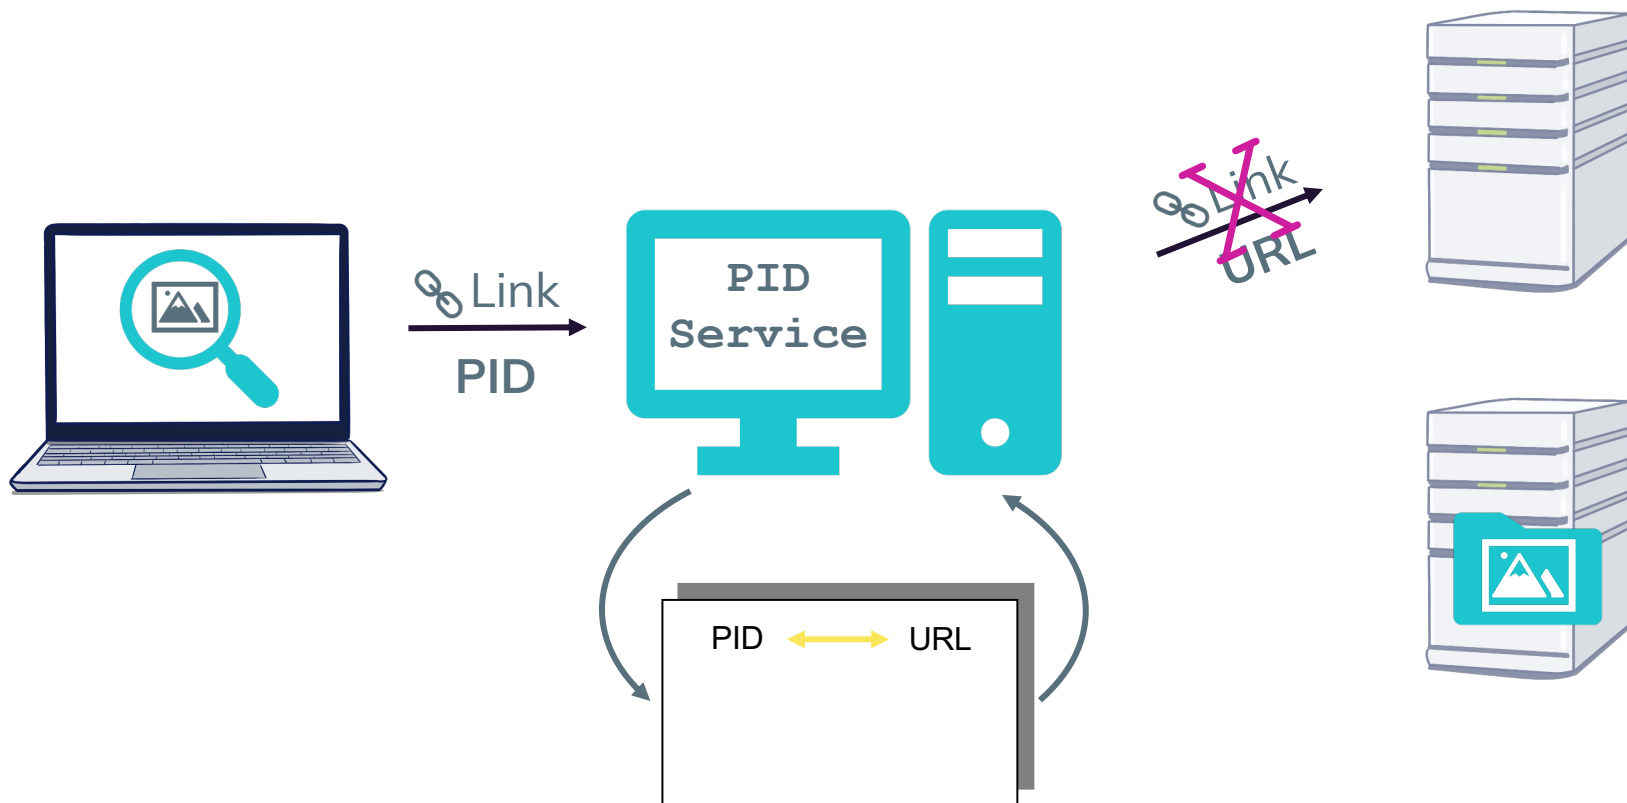 Link
PID
PID
Service
Link
URL
PID URL